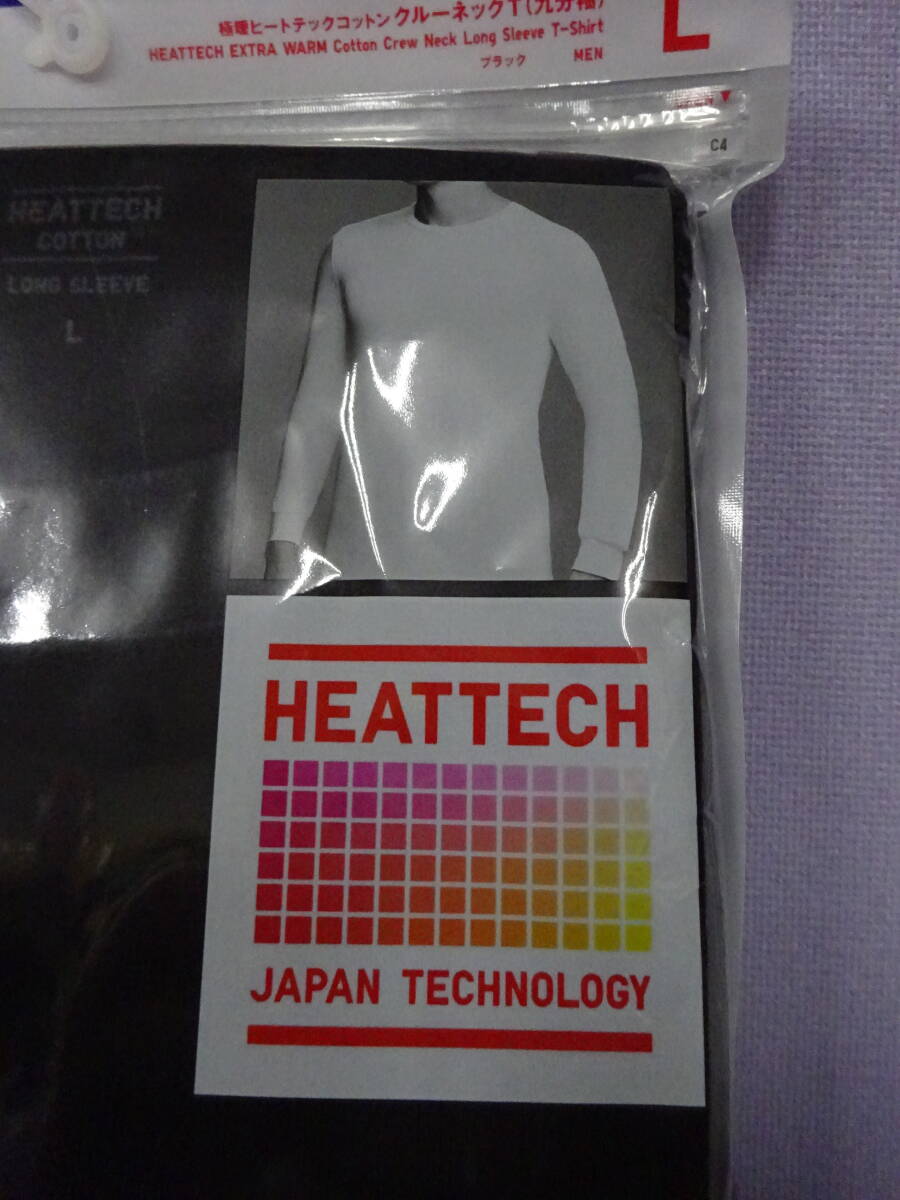 極暖ヒートテックコットン クルーネックT(九分袖)
HEATTECH EXTRA WARM Cotton Crew Neck Long Sleeve T-Shirt
ブラック MEN
L
C4
HEATTECH
COTTON
LONG SLEEVE
L
HEATTECH
JAPAN TECHNOLOGY